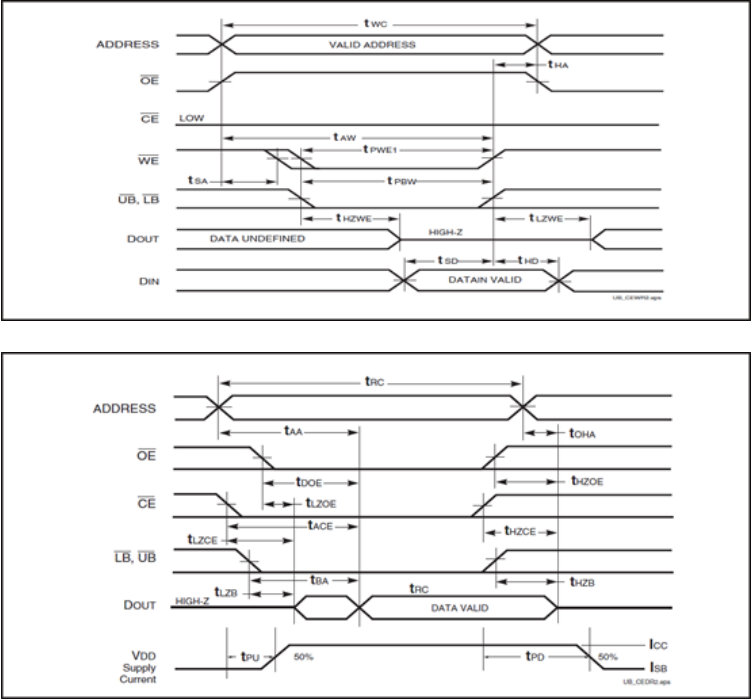 tWC
ADDRESS
VALID ADDRESS
tHA
OE
CE
LOW
tAW
tPWE1
WE
tSA
tPBW
UB, LB
tHZWE
tLZWE
DOUT
DATA UNDEFINED
HIGH-Z
tSD
tHD
DIN
DATAIN VALID
UB_CEWR2.eps
tRC
ADDRESS
tAA
tOHA
OE
tDOE
tHZOE
CE
tLZOE
tACE
tHZCE
tLZCE
LB, UB
tBA
tRC
tHZB
tLZB
DOUT
HIGH-Z
DATA VALID
ICC
VDD
Supply
Current
tPU
50%
tPD
50%
ISB
UB_CEDR2.eps